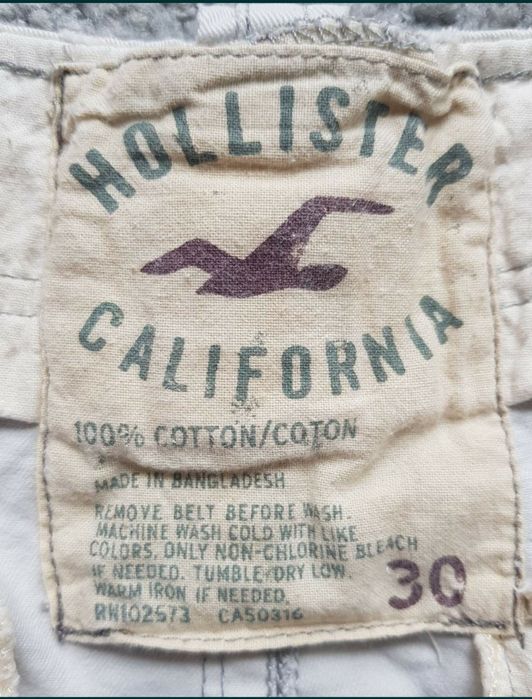 HOLLISTER
CALIFORNIA
100% COTTON/COTON
MADE IN BANGLADESH
REMOVE BELT BEFORE WASH.
MACHINE WASH COLD WITH LIKE
COLORS. ONLY NON-CHLORINE BLEACH
IF NEEDED. TUMBLE DRY LOW.
WARM IRON IF NEEDED.
RN102573 CA50316
30